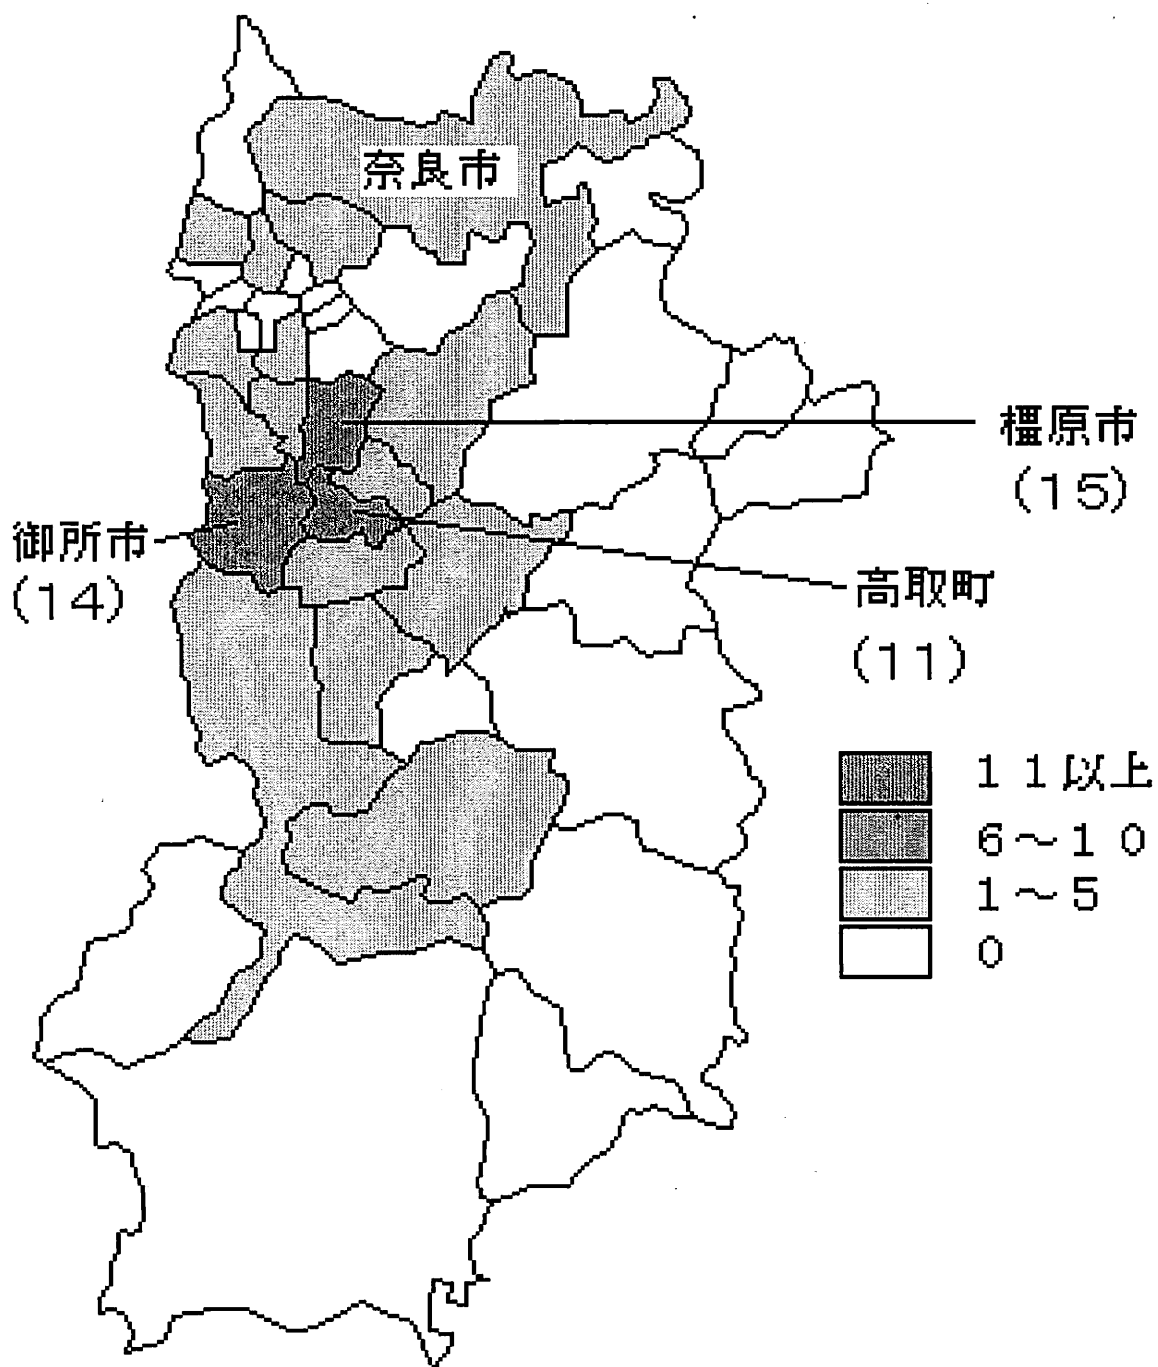 奈良市
橿原市
(15)
御所市
(14)
高取町
(11)
１１以上
６～１０
１～５
０